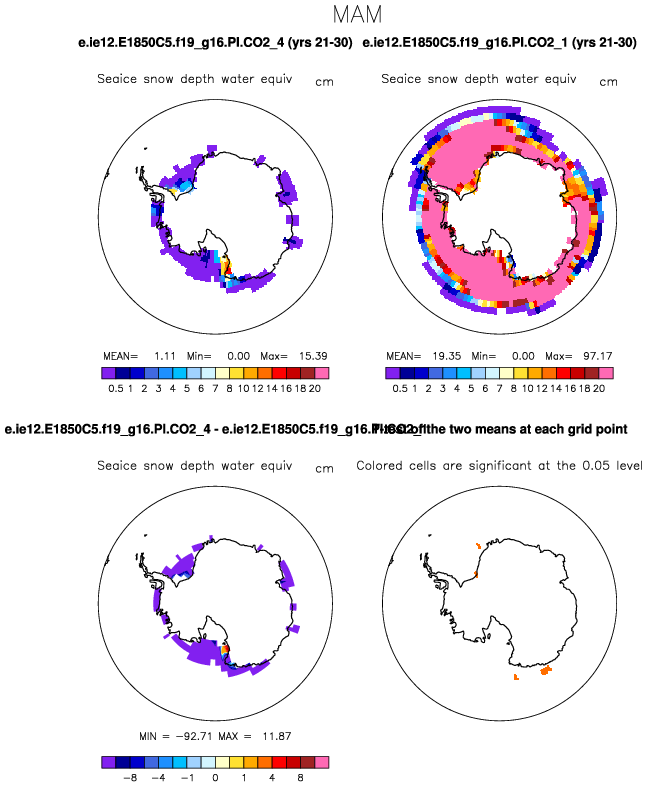 MAM
e.ie12.E1850C5.f19_g16.PI.CO2_4 (yrs 21-30) e.ie12.E1850C5.f19_g16.PI.CO2_1 (yrs 21-30)
Seaice snow depth water equiv cm Seaice snow depth water equiv cm
MEAN= 1.11 Min= 0.00 Max= 15.39 MEAN= 19.35 Min= 0.00 Max= 97.17
0.5 1 2 3 4 5 6 7 8 10 12 14 16 18 20 0.5 1 2 3 4 5 6 7 8 10 12 14 16 18 20
e.ie12.E1850C5.f19_g16.PI.CO2_4 - e.ie12.E1850C5.f19_g16.PI.CO2_1 the two means at each grid point
Seaice snow depth water equiv cm Colored cells are significant at the 0.05 level
MIN = -92.71 MAX = 11.87
-8 -4 -1 0 1 4 8